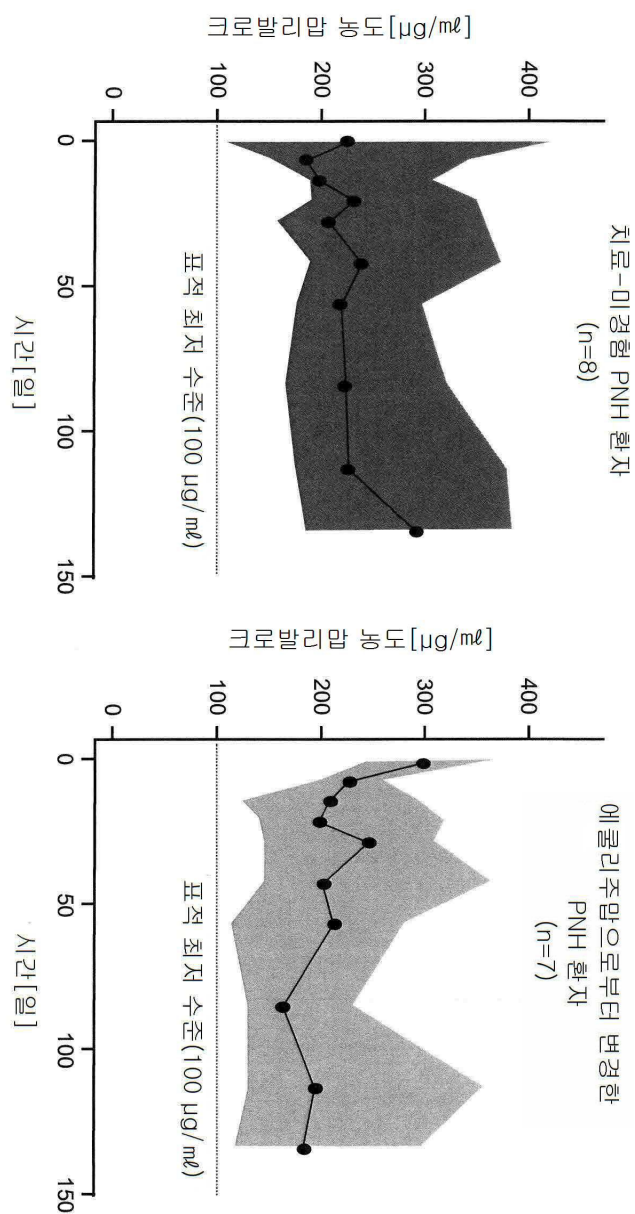 치료-미경험 PNH 환자
(n=8)
크로발리맙 농도[μg/㎖]
400
300
200
100
0
표적 최저 수준(100 μg/㎖)
0
50
100
150
시간[일]
에쿨리주맙으로부터 변경한
PNH 환자
(n=7)
크로발리맙 농도[μg/㎖]
400
300
200
100
0
표적 최저 수준(100 μg/㎖)
0
50
100
150
시간[일]